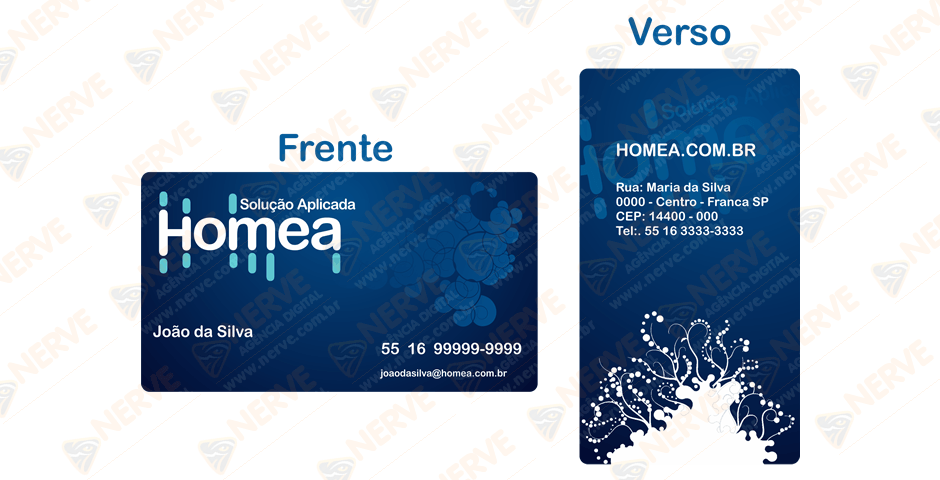 Frente
Solução Aplicada
Homea
João da Silva
55 16 99999-9999
joaodasilva@homea.com.br
Verso
HOMEA.COM.BR
Rua: Maria da Silva
0000 - Centro - Franca SP
CEP: 14400 - 000
Tel:. 55 16 3333-3333
NERVE
AGÊNCIA DIGITAL
www.nerve.com.br